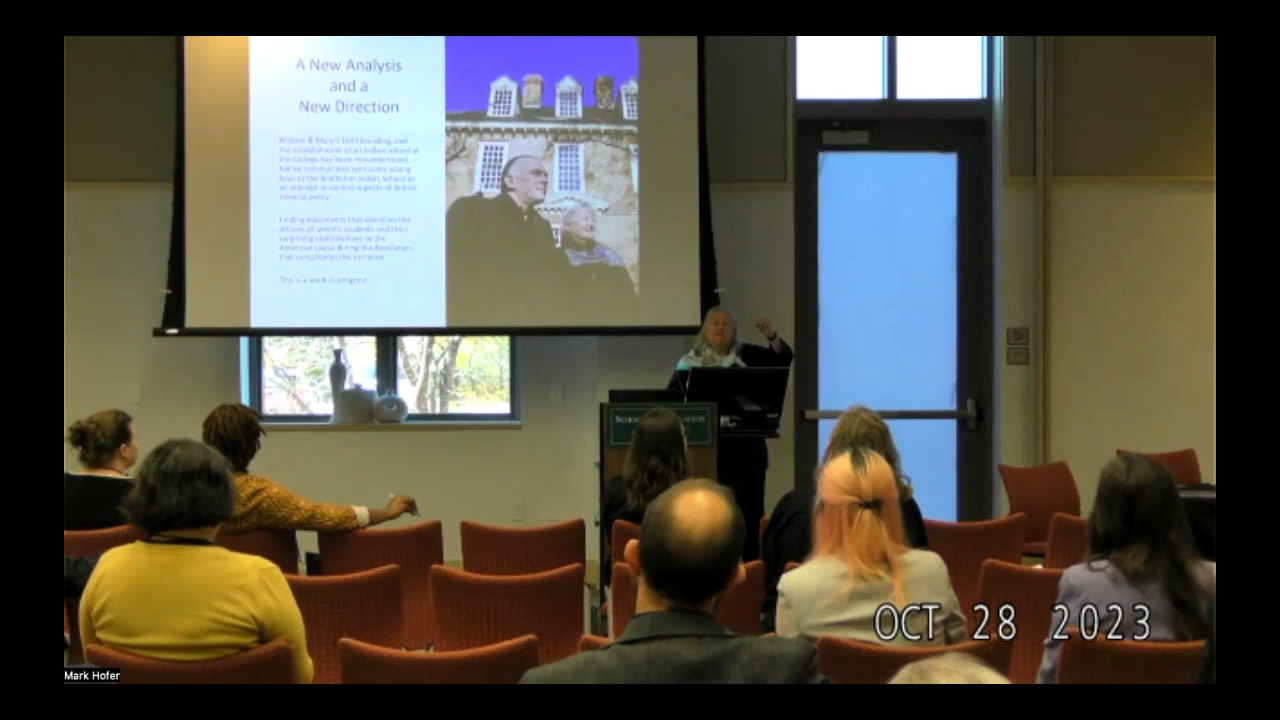 A New Analysis
and a
New Direction
William & Mary's 1693 founding and
the establishment of an Indian school at
the College has been misunderstood.
Native communities sent some young
boys to the Brafferton Indian School as
an attempt to control aspects of British
colonial policy.
Finding documents that identifies the
actions of specific students and their
surprising contributions to the
American cause during the Revolution
that complicates the narrative.
This is a work in progress.
OCT 28 2023
Mark Hofer